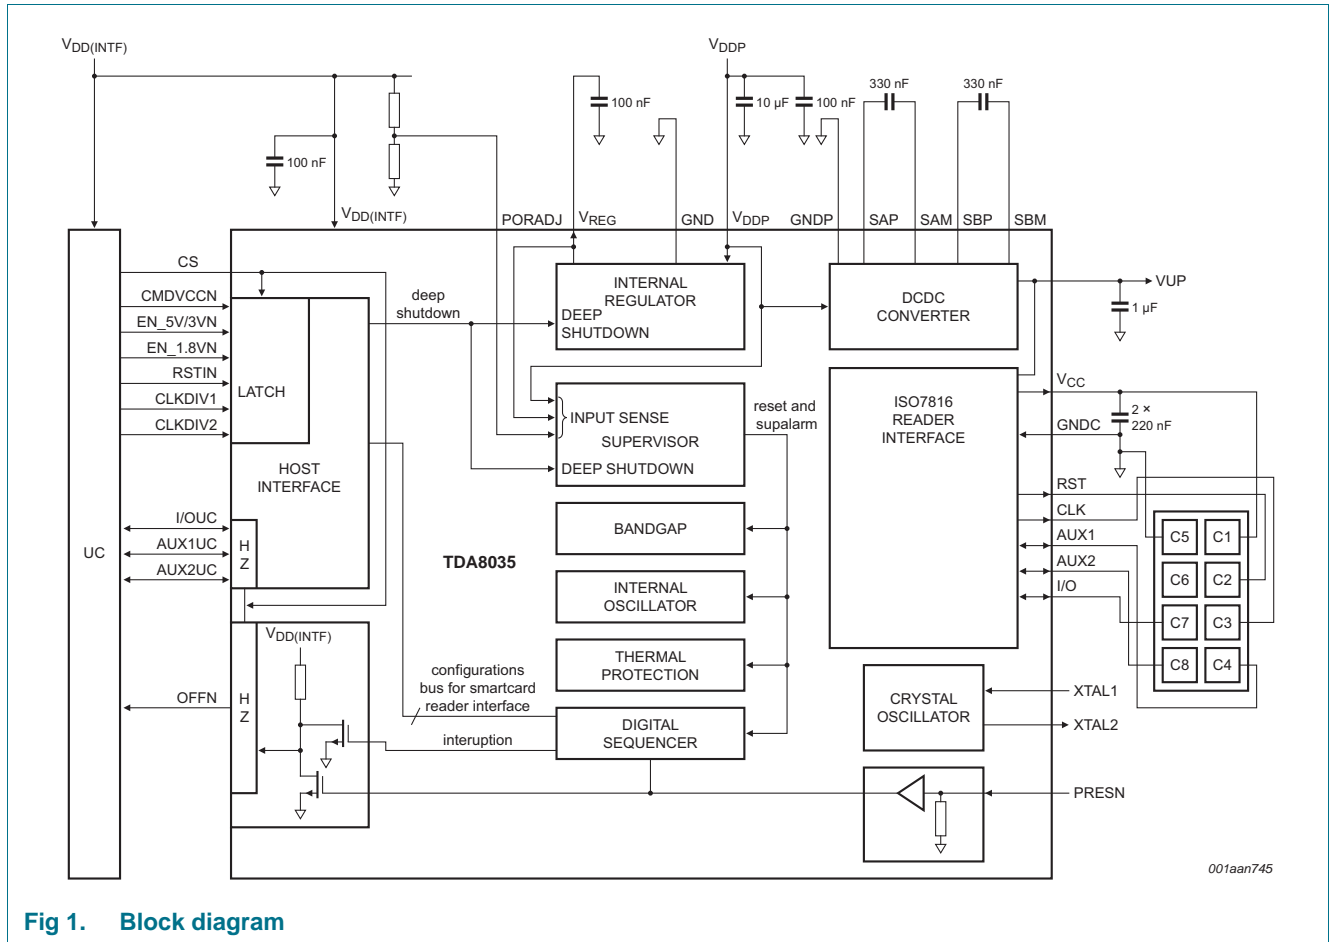 VDD(INTF)
VDDP
330 nF
330 nF
100 nF
10 µF
100 nF
100 nF
VDD(INTF)
PORADJ
VREG
GND
VDDP
GNDP
SAP
SAM
SBP
SBM
CS
CMDVCCN
EN_5V/3VN
EN_1.8VN
RSTIN
CLKDIV1
CLKDIV2
LATCH
HOST
INTERFACE
deep
shutdown
INTERNAL
REGULATOR
DEEP
SHUTDOWN
DCDC
CONVERTER
VUP
1 µF
INPUT SENSE
SUPERVISOR
DEEP SHUTDOWN
reset and
supalarm
ISO7816
READER
INTERFACE
VCC
GNDC
2 ×
220 nF
RST
CLK
AUX1
AUX2
I/O
C5
C1
C6
C2
C7
C3
C8
C4
UC
I/OUC
AUX1UC
AUX2UC
H
Z
TDA8035
BANDGAP
INTERNAL
OSCILLATOR
THERMAL
PROTECTION
DIGITAL
SEQUENCER
configurations
bus for smartcard
reader interface
interuption
VDD(INTF)
OFFN
H
Z
CRYSTAL
OSCILLATOR
XTAL1
XTAL2
PRESN
001aan745
Fig 1. Block diagram